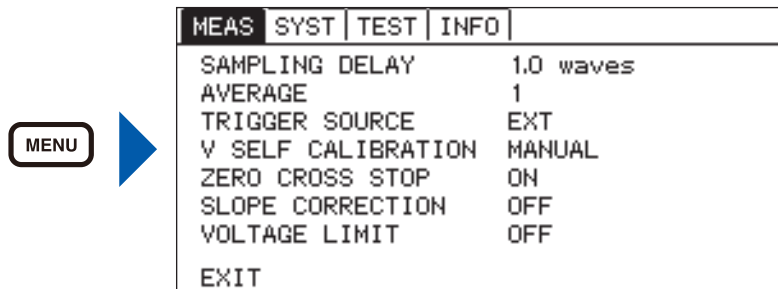 MEAS SYST TEST INFO
SAMPLING DELAY 1.0 waves
AVERAGE 1
TRIGGER SOURCE EXT
MENU
V SELF CALIBRATION MANUAL
ZERO CROSS STOP ON
SLOPE CORRECTION OFF
VOLTAGE LIMIT OFF
EXIT